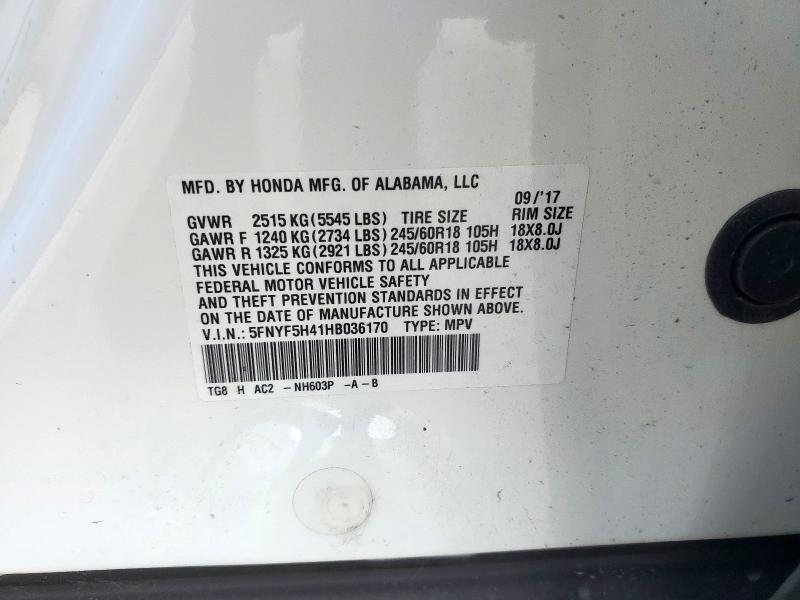 MFD. BY HONDA MFG. OF ALABAMA, LLC
09/'17
GVWR 2515 KG (5545 LBS) TIRE SIZE RIM SIZE
GAWR F 1240 KG (2734 LBS) 245/60R18 105H 18X8.0J
GAWR R 1325 KG (2921 LBS) 245/60R18 105H 18X8.0J
THIS VEHICLE CONFORMS TO ALL APPLICABLE
FEDERAL MOTOR VEHICLE SAFETY
AND THEFT PREVENTION STANDARDS IN EFFECT
ON THE DATE OF MANUFACTURE SHOWN ABOVE.
V.I.N.: 5FNYF5H41HB036170 TYPE: MPV
TG8 H AC2 -NH603P -A-B